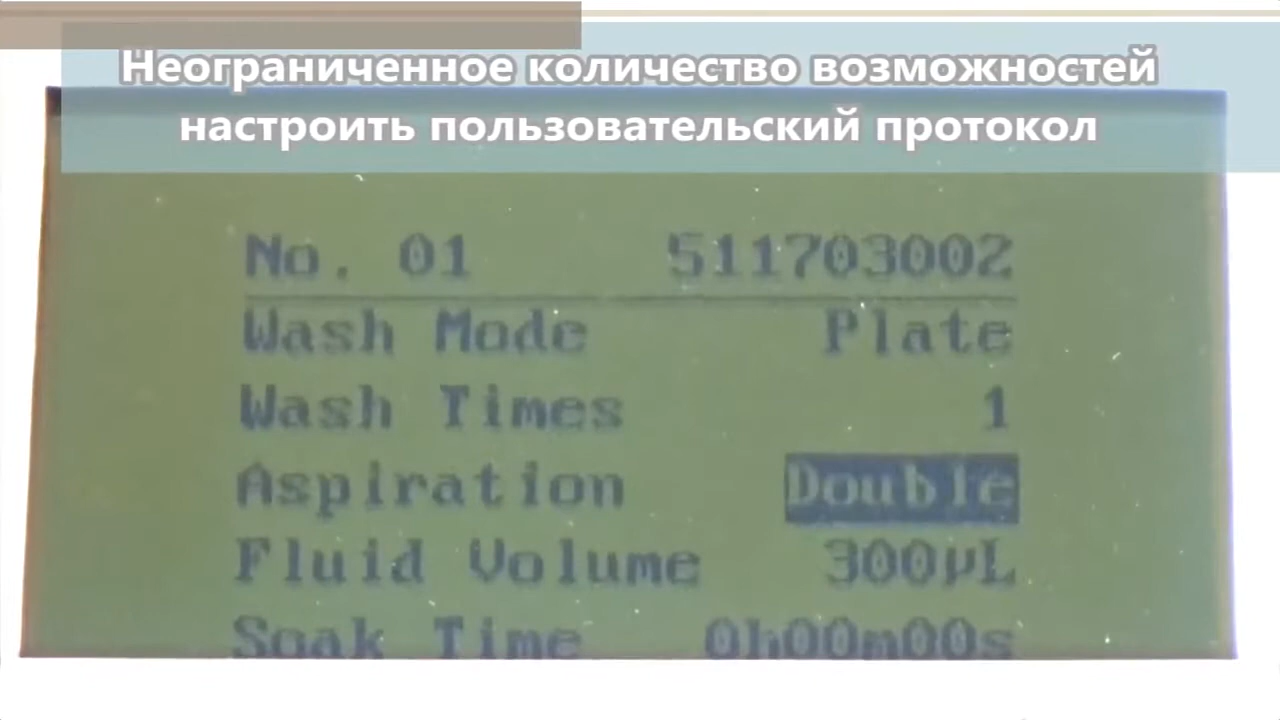 Неограниченное количество возможностей
настроить пользовательский протокол
No. 01 511703002
Wash Mode Plate
Wash Times 1
Aspiration Double
Fluid Volume 300µL
Soak Time 0h00m00s